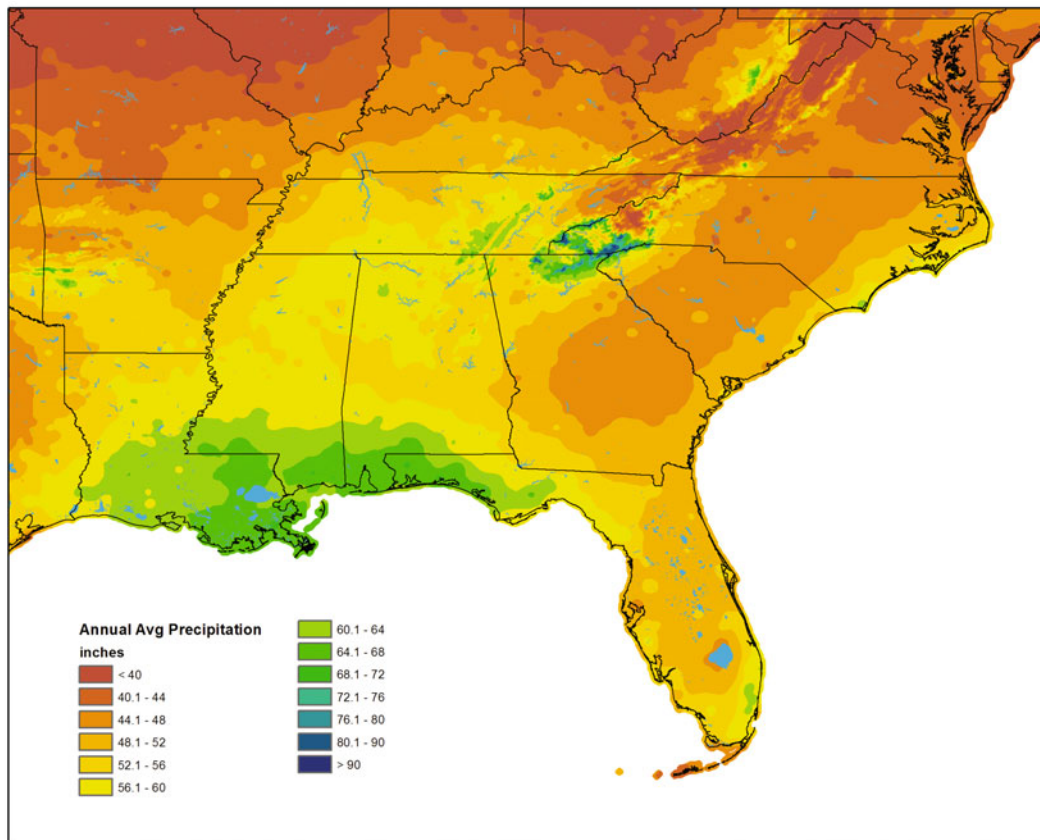 Annual Avg Precipitation
inches
< 40
40.1 - 44
44.1 - 48
48.1 - 52
52.1 - 56
56.1 - 60
60.1 - 64
64.1 - 68
68.1 - 72
72.1 - 76
76.1 - 80
80.1 - 90
> 90